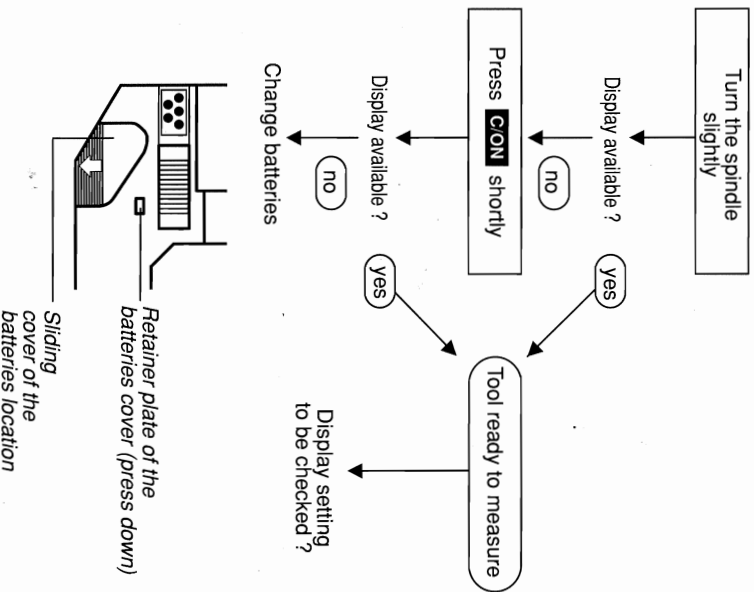 Turn the spindle
slightly
Display available ?
yes
no
Press C/ON shortly
Tool ready to measure
Display available ?
yes
no
Display setting
to be checked ?
Change batteries
Retainer plate of the
batteries cover (press down)
Sliding
cover of the
batteries location